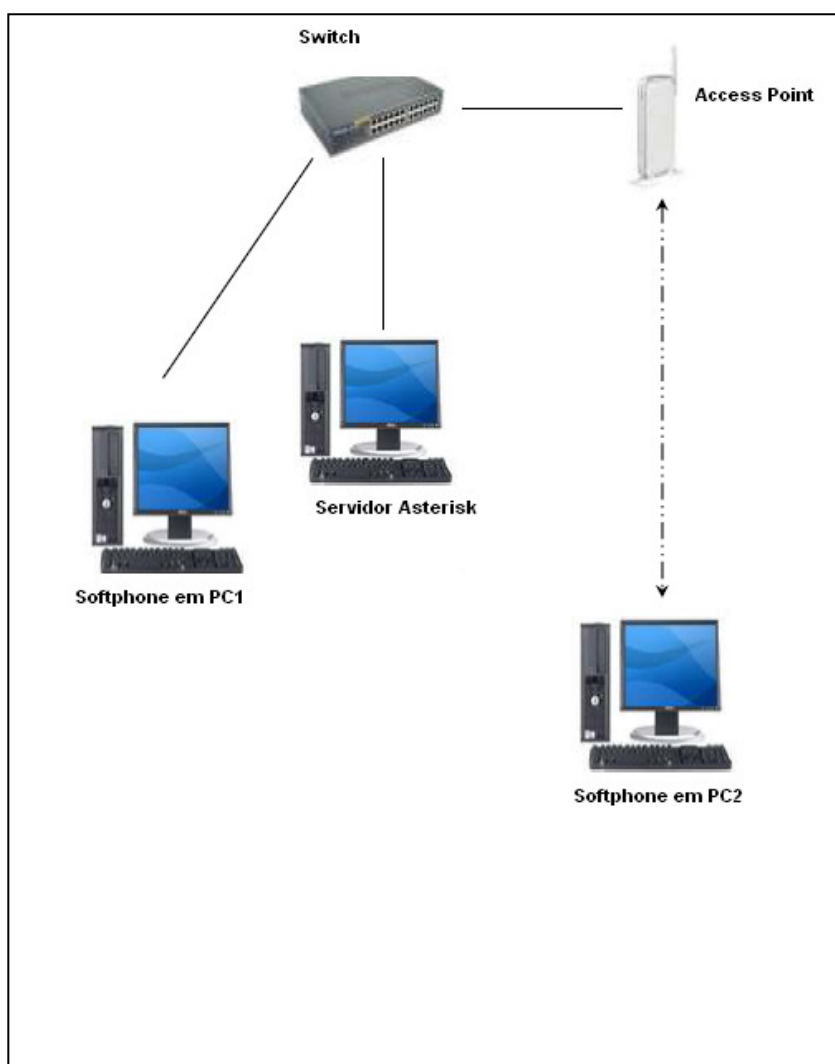 Switch
Access Point
Servidor Asterisk
Softphone em PC1
Softphone em PC2